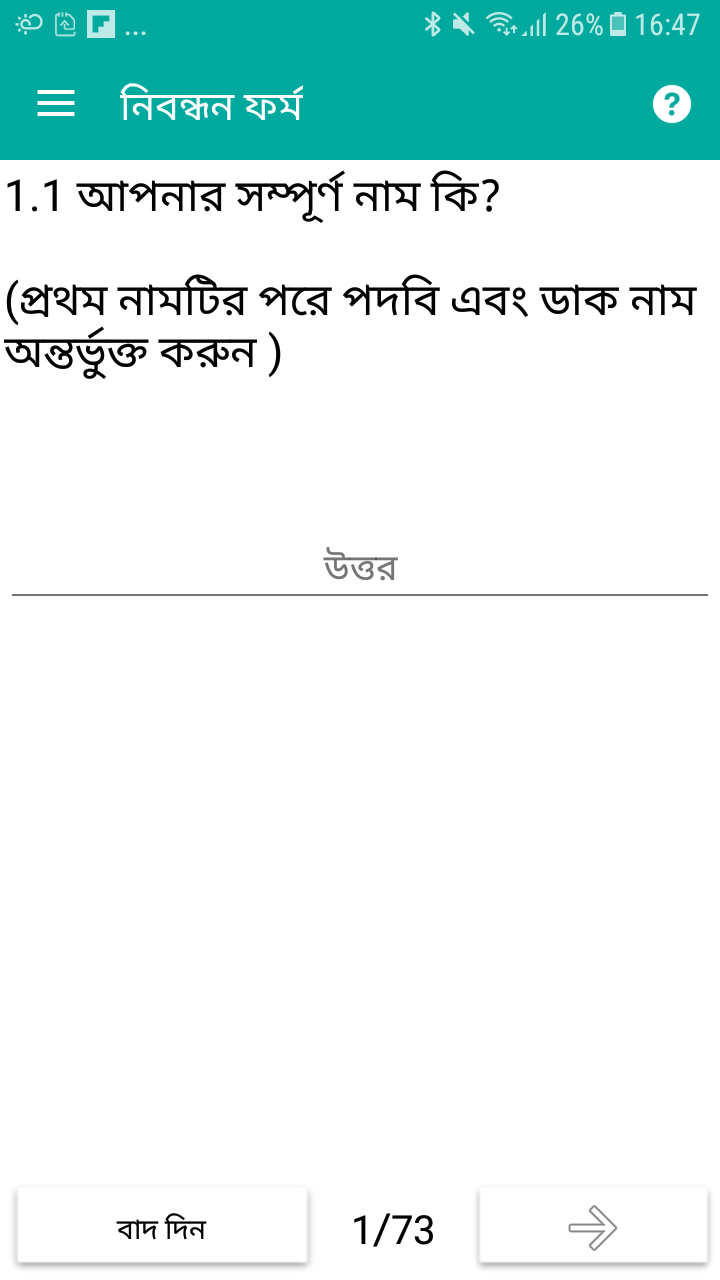 ... 26% 16:47
নিবন্ধন ফর্ম ?
1.1 আপনার সম্পূর্ণ নাম কি?
(প্রথম নামটির পরে পদবি এবং ডাক নাম
অন্তর্ভুক্ত করুন )
উত্তর
বাদ দিন 1/73